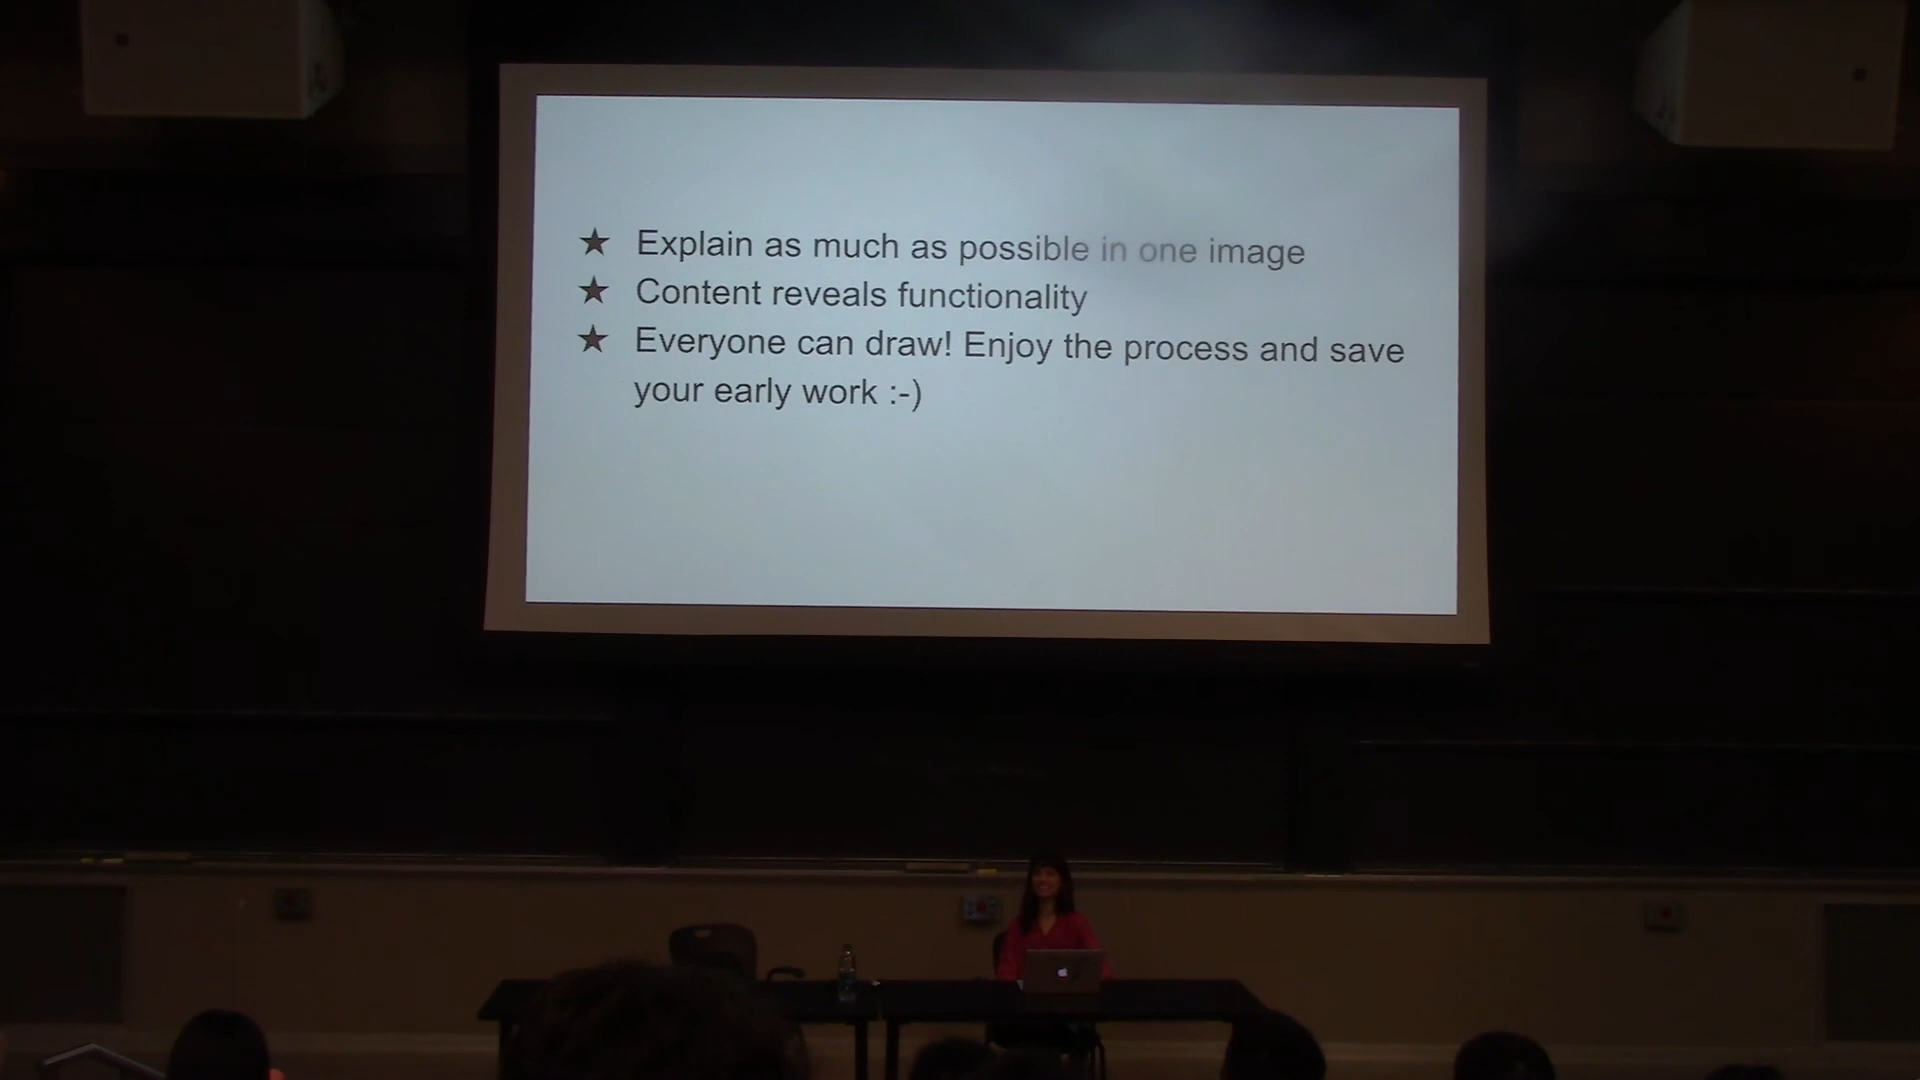 ★ Explain as much as possible in one image
★ Content reveals functionality
★ Everyone can draw! Enjoy the process and save
your early work :-)